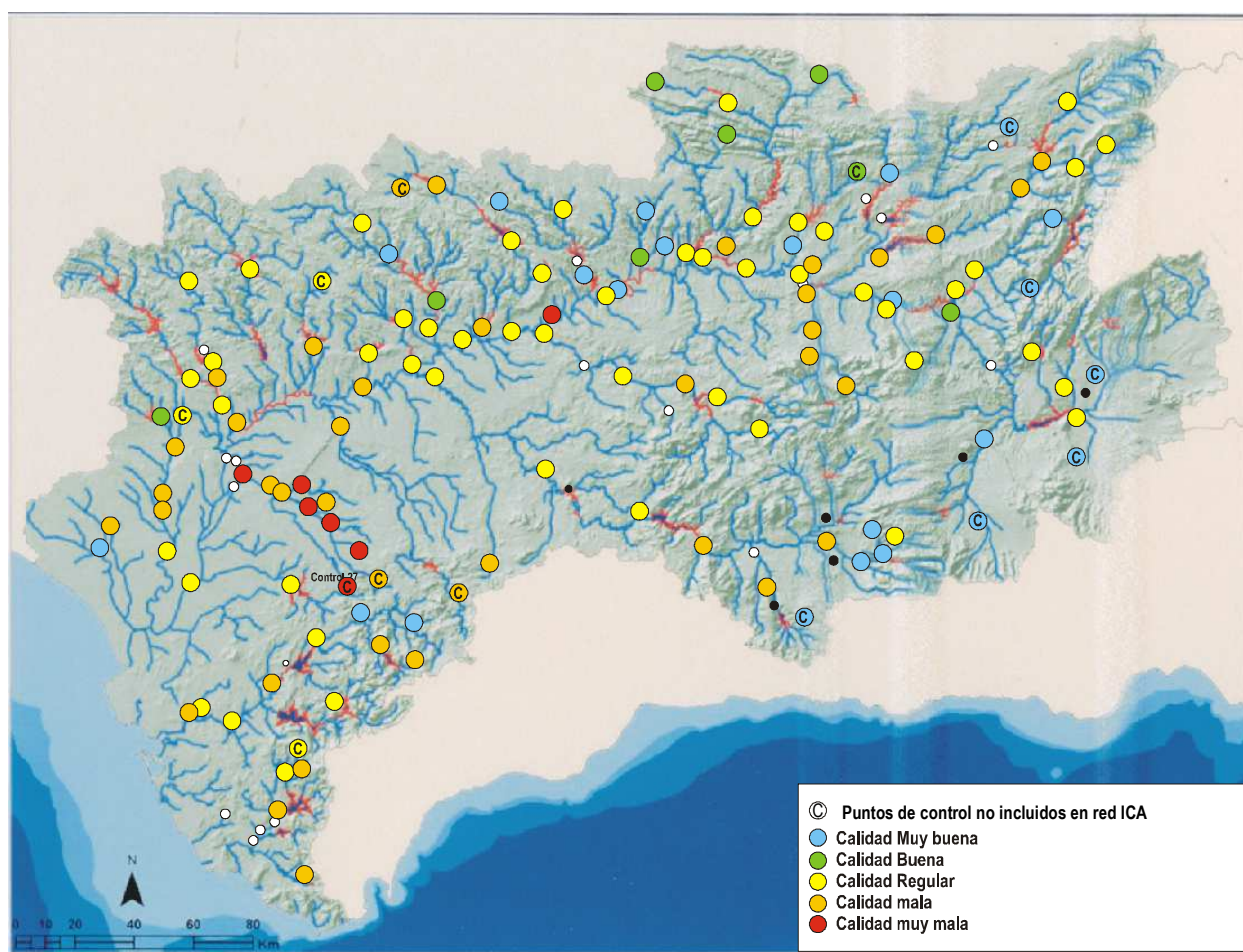 C
C
C
C
C
C
C
C
Control 27
C
C
C
C
C
C
C
N
0 10 20 40 60 80
Km
C Puntos de control no incluidos en red ICA
Calidad Muy buena
Calidad Buena
Calidad Regular
Calidad mala
Calidad muy mala